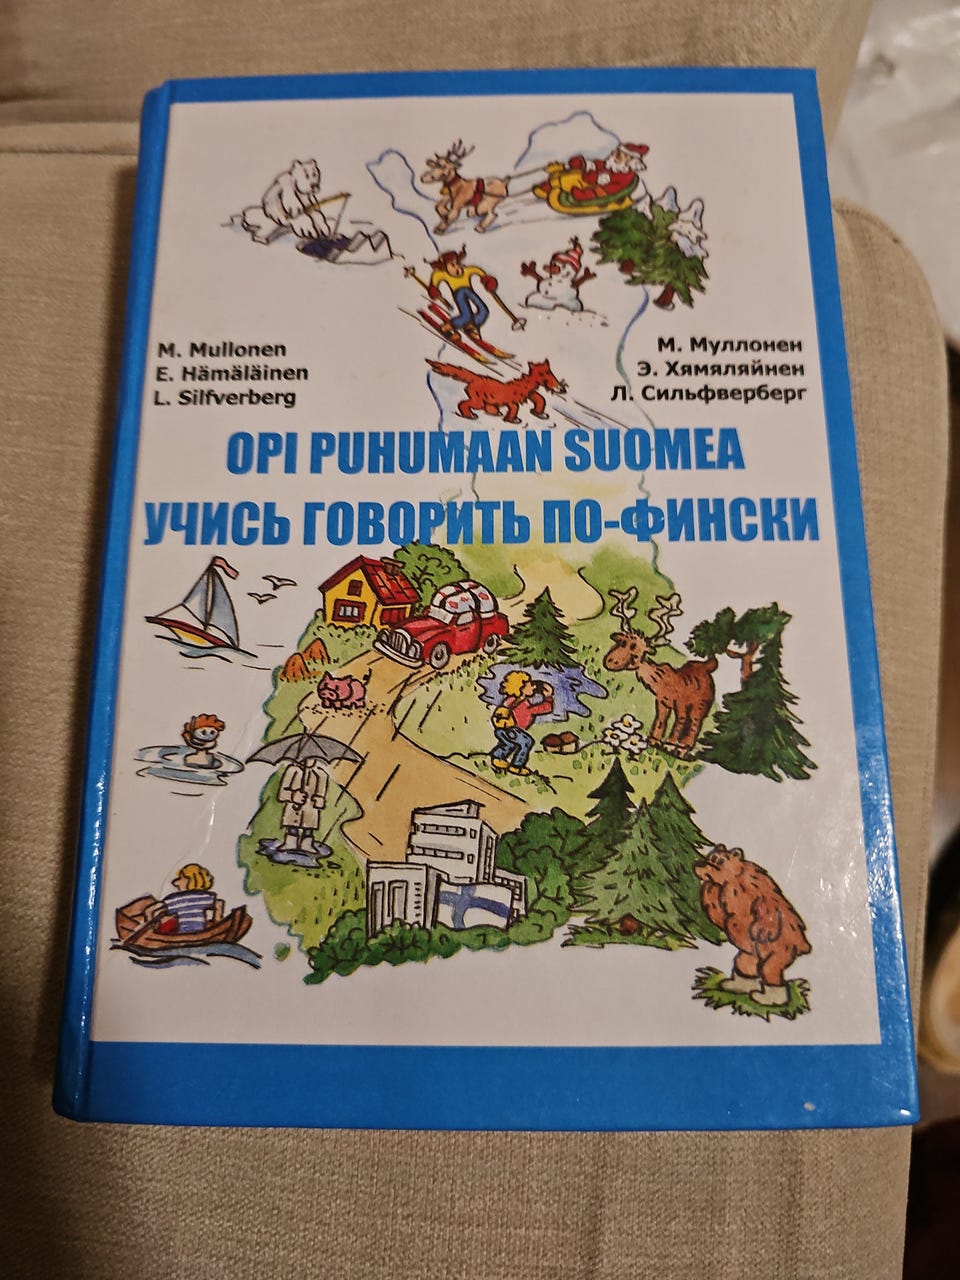 M. Mullonen
E. Hämäläinen
L. Silfverberg
М. Муллонен
Э. Хямяляйнен
Л. Сильфверберг
OPI PUHUMAAN SUOMEA
УЧИСЬ ГОВОРИТЬ ПО-ФИНСКИ